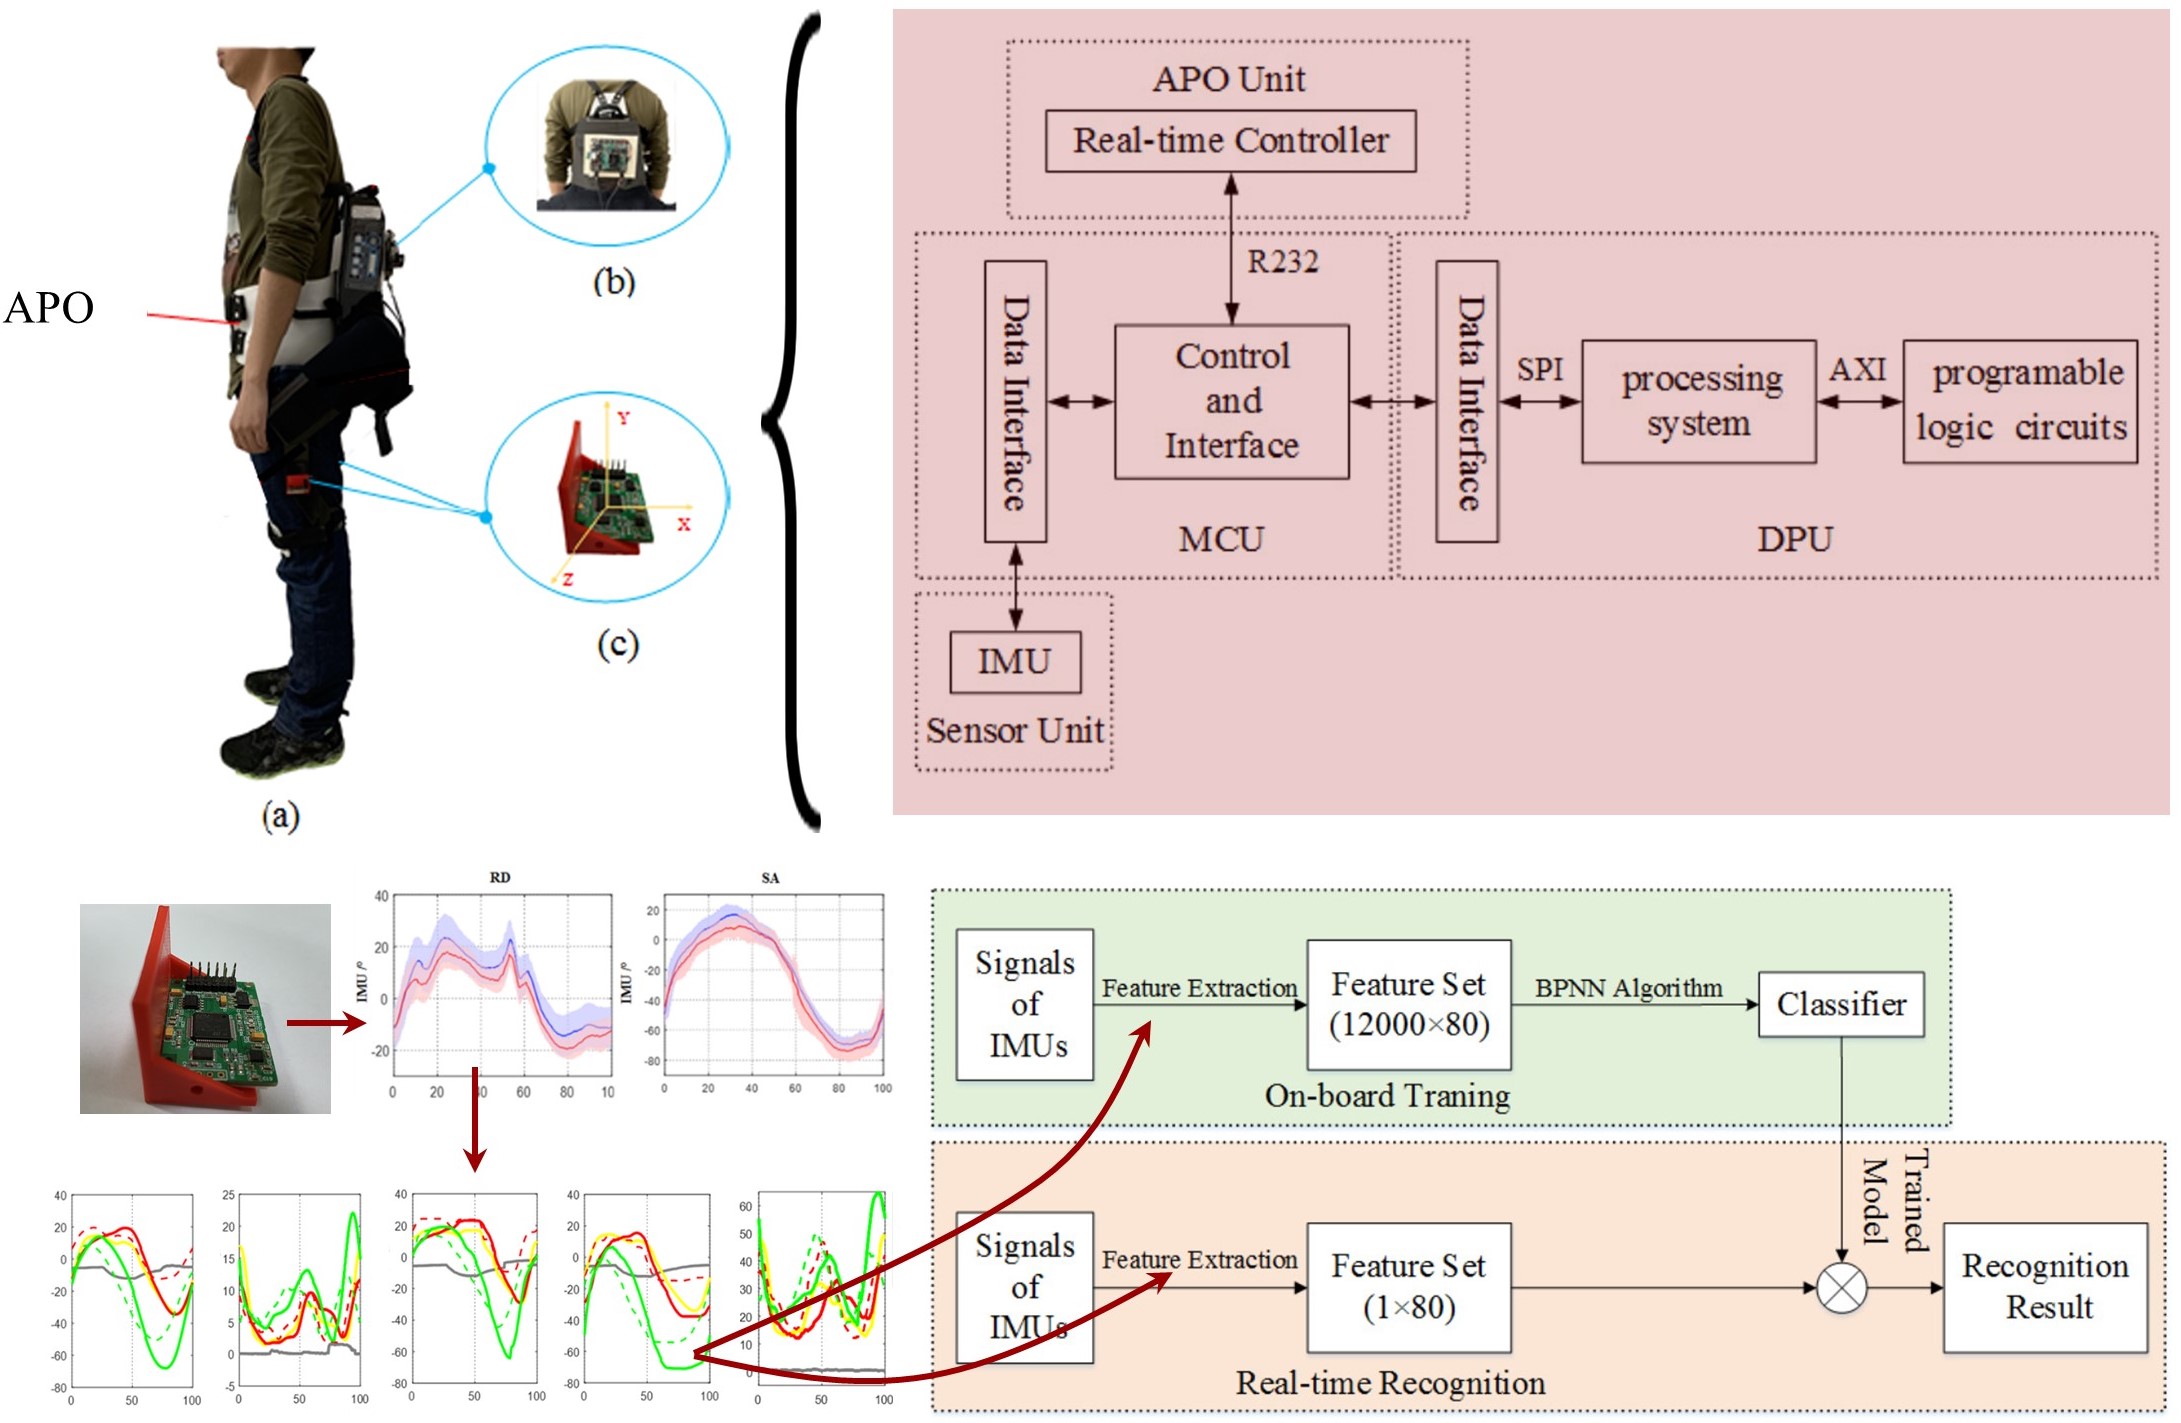 APO
(a)
(b)
Y
X
Z
(c)
APO Unit
Real-time Controller
R232
Data Interface
Control
and
Interface
MCU
Data Interface
SPI
processing
system
AXI
programable
logic circuits
DPU
IMU
Sensor Unit
RD
IMU /°
40
20
0
-20
0
20
40
60
80
10
SA
IMU /°
20
0
-20
-40
-60
-80
0
20
40
60
80
100
40
20
0
-20
-40
-60
-80
0
50
100
25
20
15
10
5
0
-5
0
50
100
40
20
0
-20
-40
-60
-80
0
50
100
40
20
0
-20
-40
-60
-80
0
50
100
60
50
40
30
20
10
0
0
50
100
Signals
of
IMUs
Feature Extraction
Feature Set
(12000×80)
BPNN Algorithm
Classifier
On-board Traning
Trained
Model
Signals
of
IMUs
Feature Extraction
Feature Set
(1×80)
Recognition
Result
Real-time Recognition